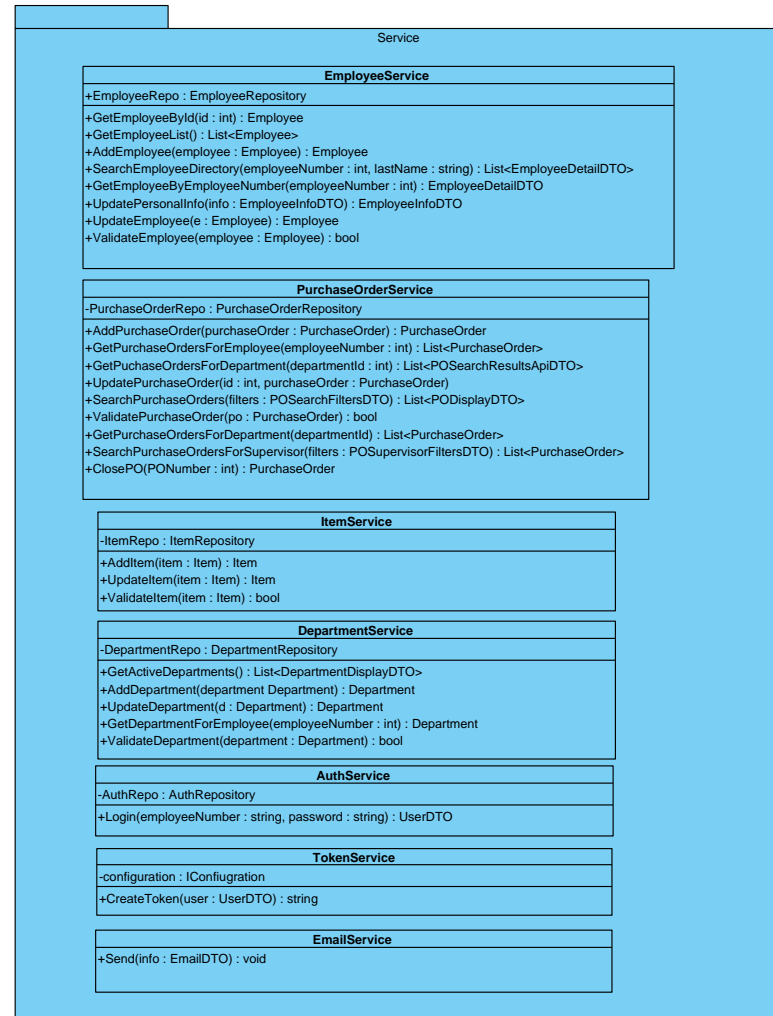 Service
EmployeeService
+EmployeeRepo : EmployeeRepository
+GetEmployeeById(id : int) : Employee
+GetEmployeeList() : List<Employee>
+AddEmployee(employee : Employee) : Employee
+SearchEmployeeDirectory(employeeNumber : int, lastName : string) : List<EmployeeDetailDTO>
+GetEmployeeByEmployeeNumber(employeeNumber : int) : EmployeeDetailDTO
+UpdatePersonalInfo(info : EmployeeInfoDTO) : EmployeeInfoDTO
+UpdateEmployee(e : Employee) : Employee
+ValidateEmployee(employee : Employee) : bool
PurchaseOrderService
-PurchaseOrderRepo : PurchaseOrderRepository
+AddPurchaseOrder(purchaseOrder : PurchaseOrder) : PurchaseOrder
+GetPurchaseOrdersForEmployee(employeeNumber : int) : List<PurchaseOrder>
+GetPuchaseOrdersForDepartment(departmentId : int) : List<POSearchResultsApiDTO>
+UpdatePurchaseOrder(id : int, purchaseOrder : PurchaseOrder)
+SearchPurchaseOrders(filters : POSearchFiltersDTO) : List<PODisplayDTO>
+ValidatePurchaseOrder(po : PurchaseOrder) : bool
+GetPurchaseOrdersForDepartment(departmentId) : List<PurchaseOrder>
+SearchPurchaseOrdersForSupervisor(filters : POSupervisorFiltersDTO) : List<PurchaseOrder>
+ClosePO(PONumber : int) : PurchaseOrder
ItemService
-ItemRepo : ItemRepository
+AddItem(item : Item) : Item
+UpdateItem(item : Item) : Item
+ValidateItem(item : Item) : bool
DepartmentService
-DepartmentRepo : DepartmentRepository
+GetActiveDepartments() : List<DepartmentDisplayDTO>
+AddDepartment(department Department) : Department
+UpdateDepartment(d : Department) : Department
+GetDepartmentForEmployee(employeeNumber : int) : Department
+ValidateDepartment(department : Department) : bool
AuthService
-AuthRepo : AuthRepository
+Login(employeeNumber : string, password : string) : UserDTO
TokenService
-configuration : IConfiugration
+CreateToken(user : UserDTO) : string
EmailService
+Send(info : EmailDTO) : void